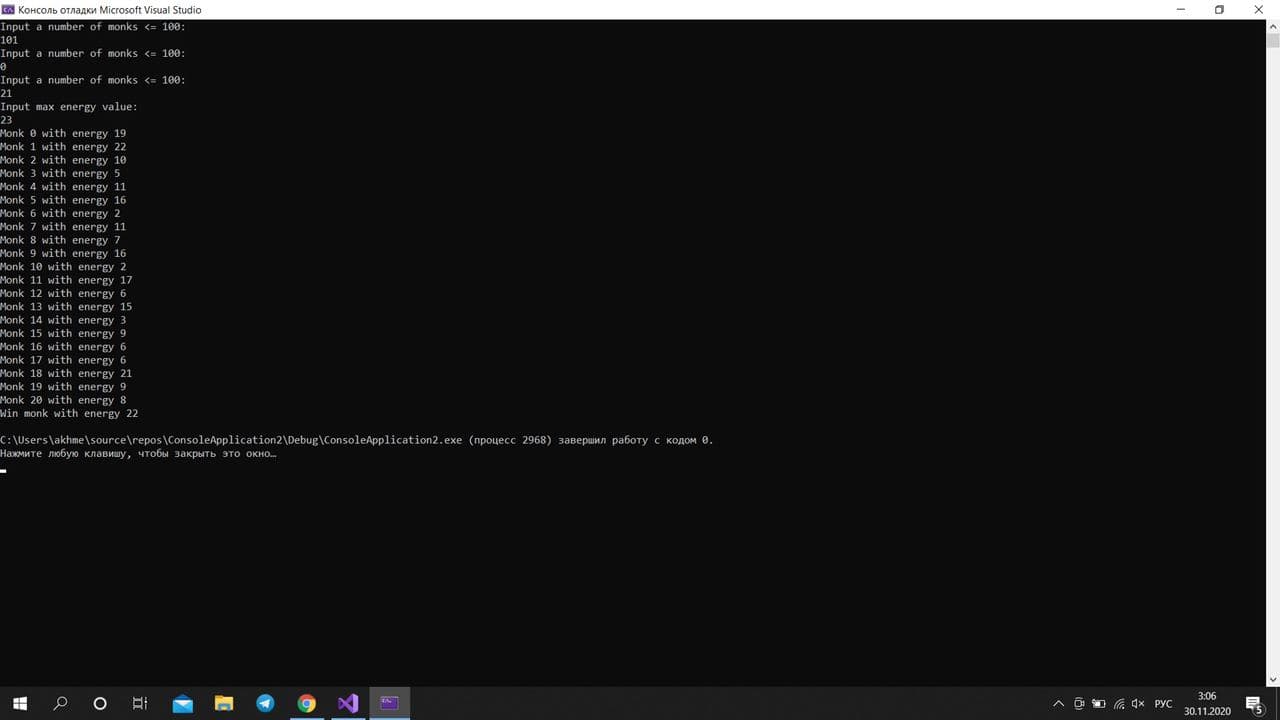 Консоль отладки Microsoft Visual Studio
Input a number of monks <= 100:
101
Input a number of monks <= 100:
0
Input a number of monks <= 100:
21
Input max energy value:
23
Monk 0 with energy 19
Monk 1 with energy 22
Monk 2 with energy 10
Monk 3 with energy 5
Monk 4 with energy 11
Monk 5 with energy 16
Monk 6 with energy 2
Monk 7 with energy 11
Monk 8 with energy 7
Monk 9 with energy 16
Monk 10 with energy 2
Monk 11 with energy 17
Monk 12 with energy 6
Monk 13 with energy 15
Monk 14 with energy 3
Monk 15 with energy 9
Monk 16 with energy 6
Monk 17 with energy 6
Monk 18 with energy 21
Monk 19 with energy 9
Monk 20 with energy 8
Win monk with energy 22
C:\Users\akhme\source\repos\ConsoleApplication2\Debug\ConsoleApplication2.exe (процесс 2968) завершил работу с кодом 0.
Нажмите любую клавишу, чтобы закрыть это окно…
РУС
3:06
30.11.2020
5